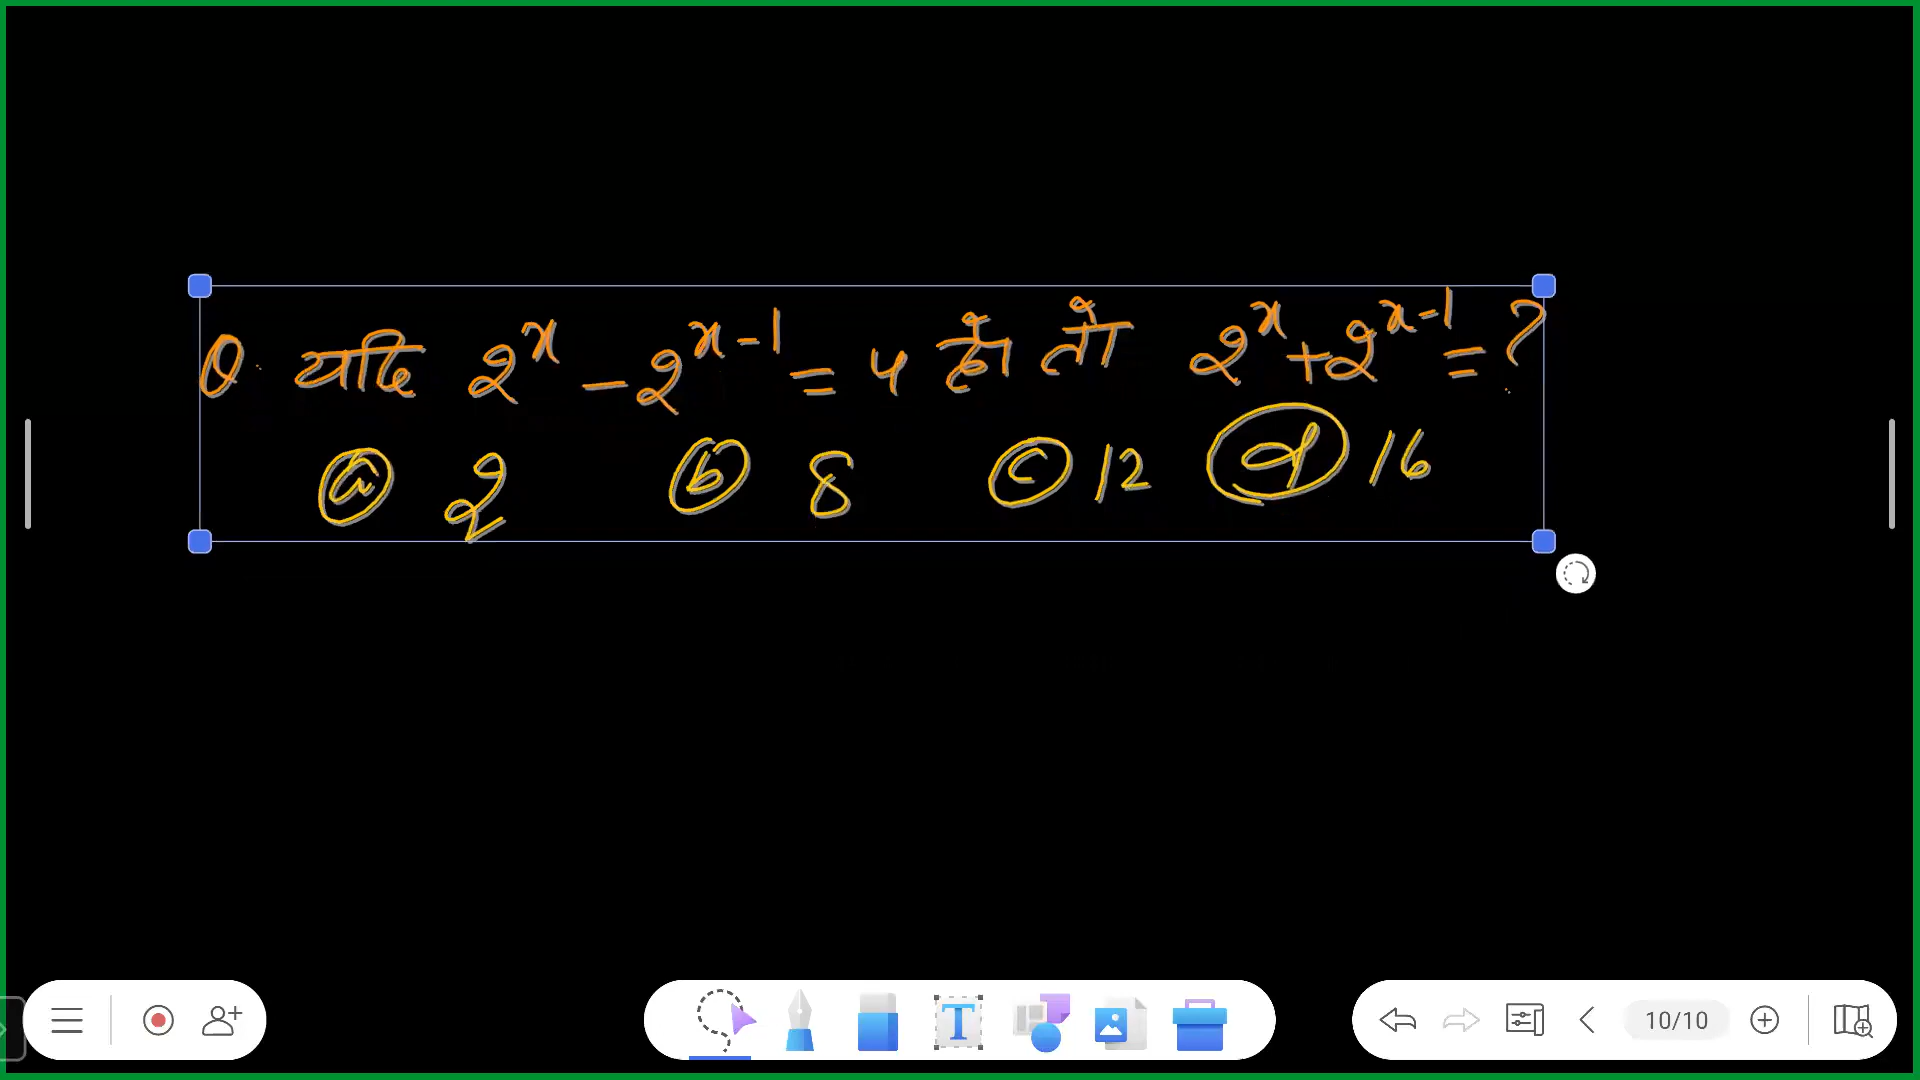 Q. यदि 2^x - 2^(x-1) = 4 हो तो 2^x + 2^(x-1) = ?
(a) 2 (b) 8 (c) 12 (d) 16
T
10/10